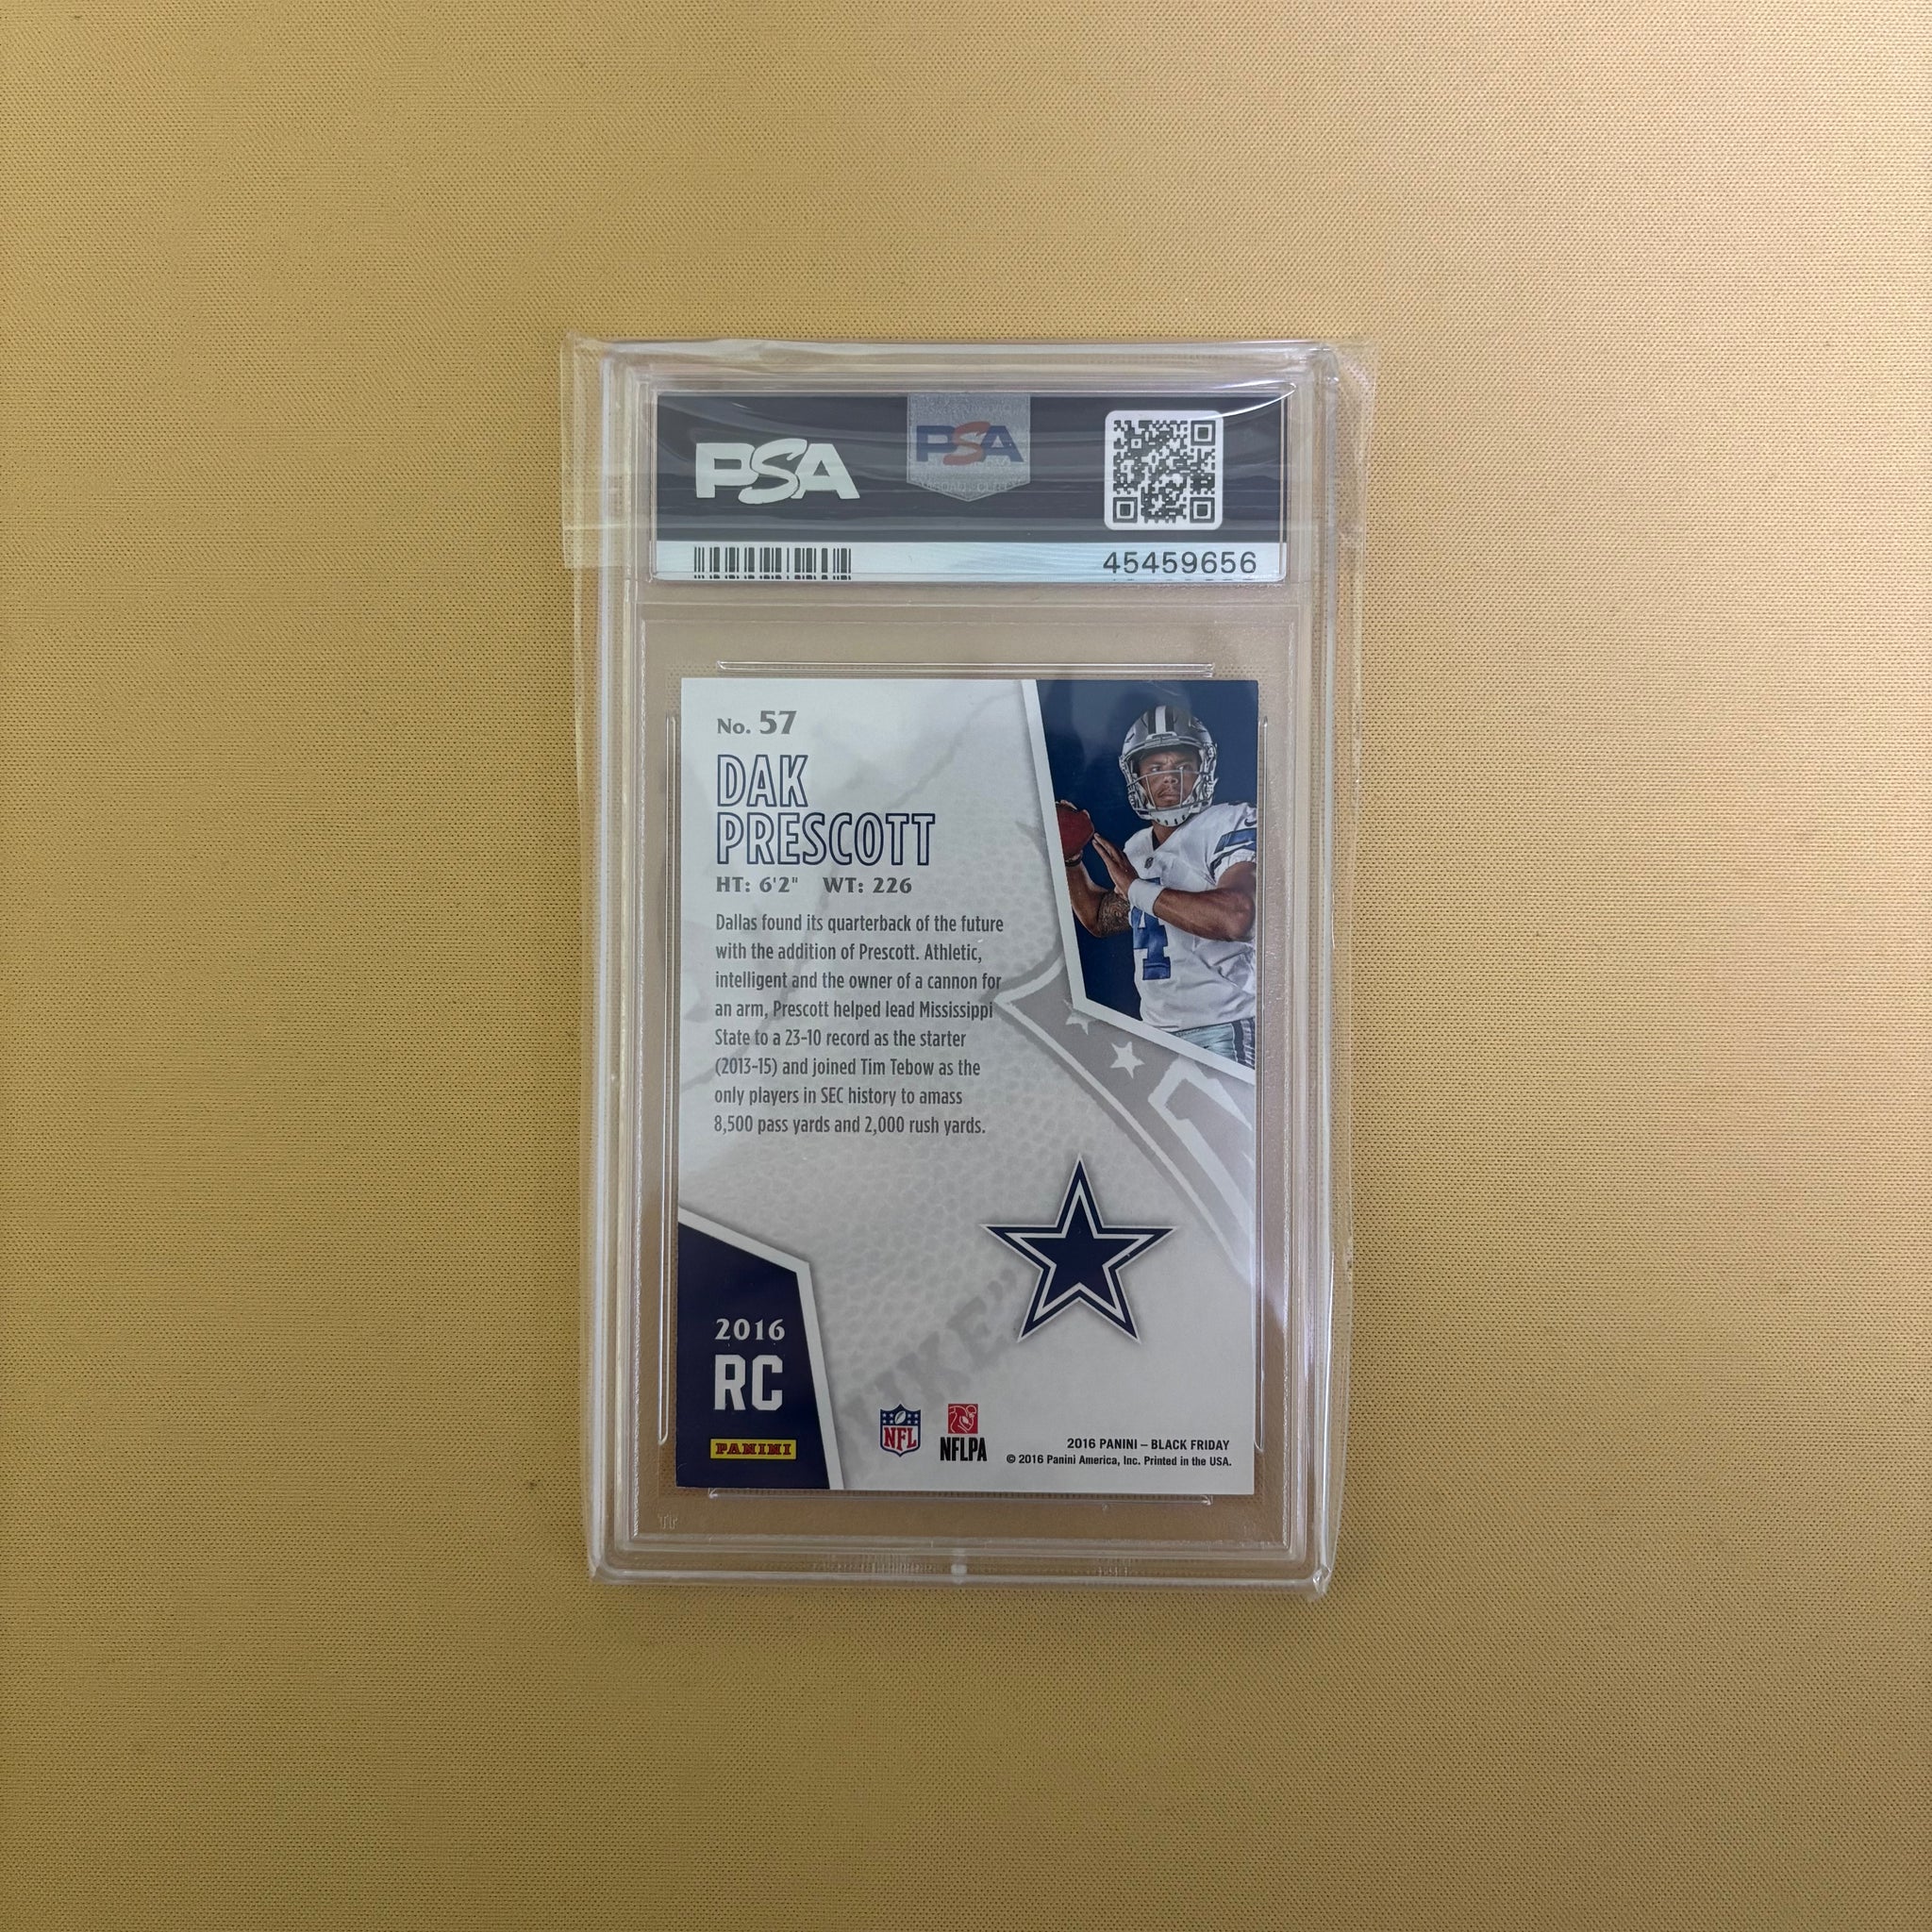 PSA
PSA
45459656
No. 57
DAK
PRESCOTT
HT: 6'2" WT: 226
Dallas found its quarterback of the future
with the addition of Prescott. Athletic,
intelligent and the owner of a cannon for
an arm, Prescott helped lead Mississippi
State to a 23-10 record as the starter
(2013-15) and joined Tim Tebow as the
only players in SEC history to amass
8,500 pass yards and 2,000 rush yards.
4
2016
RC
PANINI
NFL
NFLPA
2016 PANINI – BLACK FRIDAY
© 2016 Panini America, Inc. Printed in the USA.